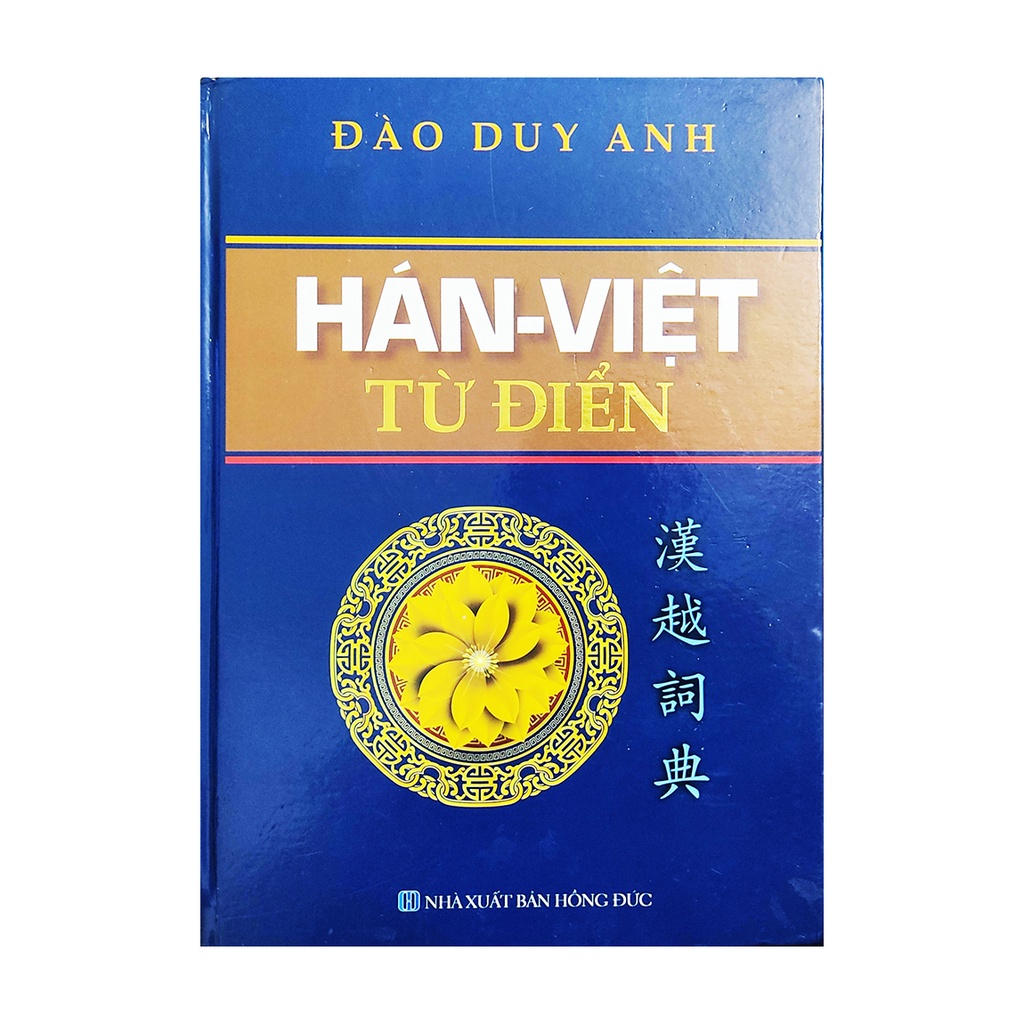 ĐÀO DUY ANH
HÁN-VIỆT
TỪ ĐIỂN
漢越詞典
NHÀ XUẤT BẢN HỒNG ĐỨC